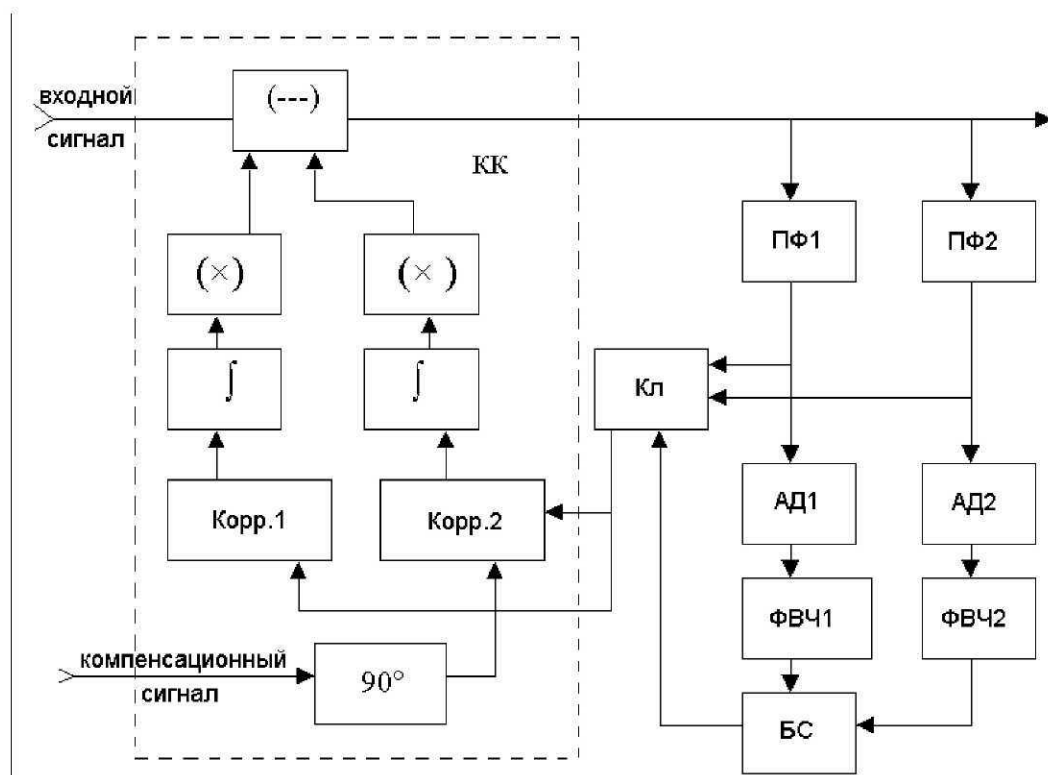 входной
сигнал
(---)
КК
ПФ1
ПФ2
(×)
(×)
∫
∫
Кл
Корр.1
Корр.2
АД1
АД2
ФВЧ1
ФВЧ2
компенсационный
сигнал
90°
БС